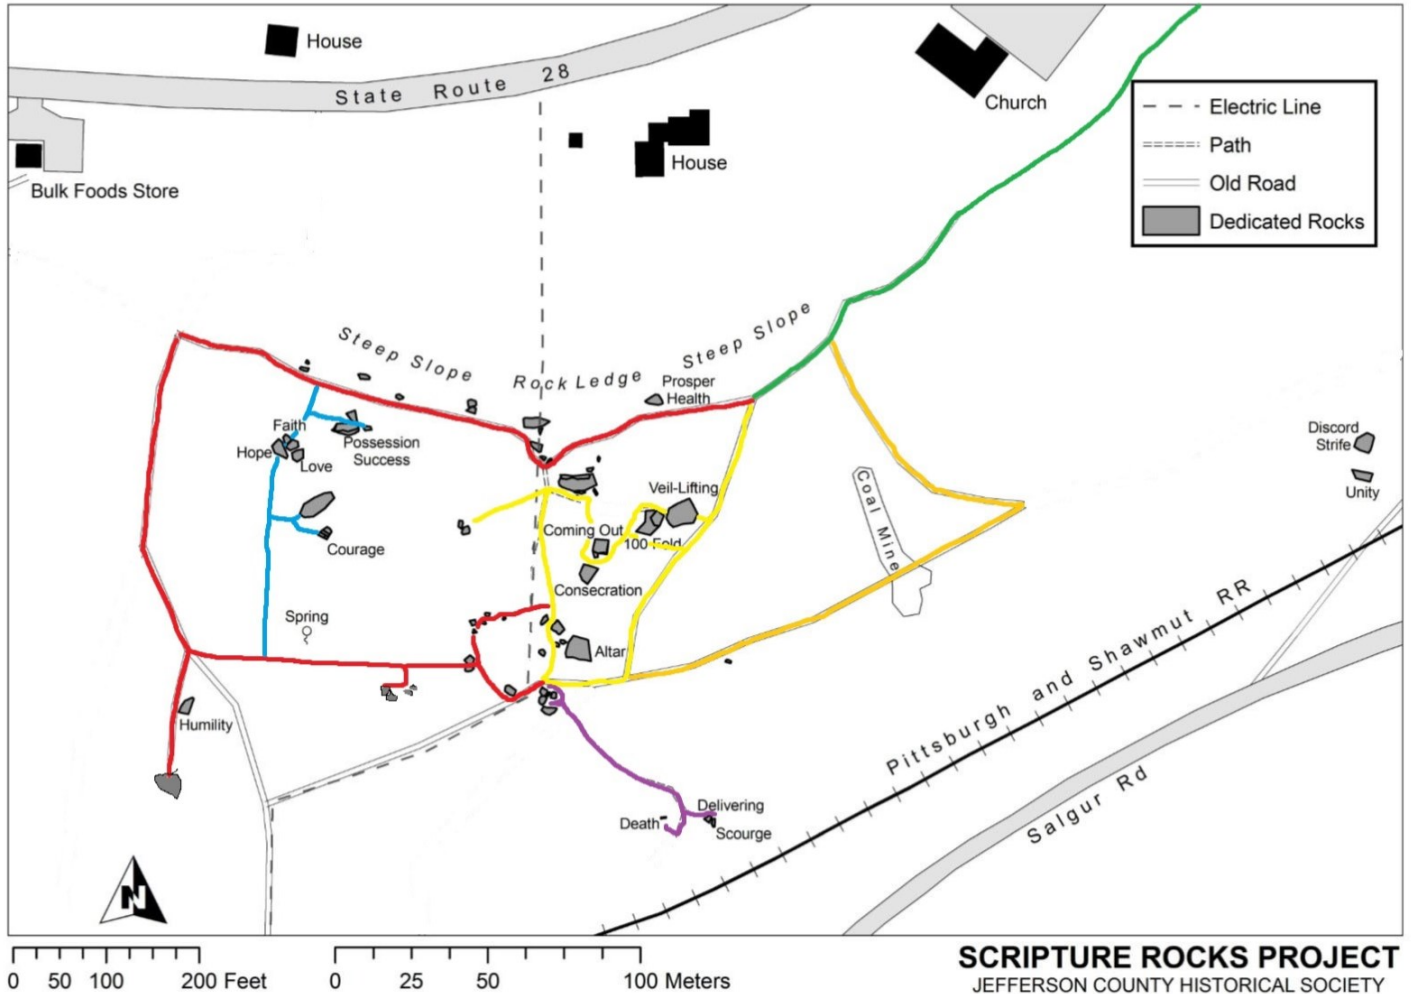 House
State Route 28
Church
House
Bulk Foods Store
Electric Line
Path
Old Road
Dedicated Rocks
Steep Slope
Steep Slope
Rock Ledge
Prosper
Health
Faith
Hope
Love
Possession
Success
Discord
Strife
Unity
Veil-Lifting
Coal Mine
Coming Out
100 Fold
Courage
Consecration
Spring
Altar
Humility
Pittsburgh and Shawmut RR
Salgur Rd
Delivering
Death
Scourge
N
0 50 100 200 Feet
0 25 50 100 Meters
SCRIPTURE ROCKS PROJECT
JEFFERSON COUNTY HISTORICAL SOCIETY